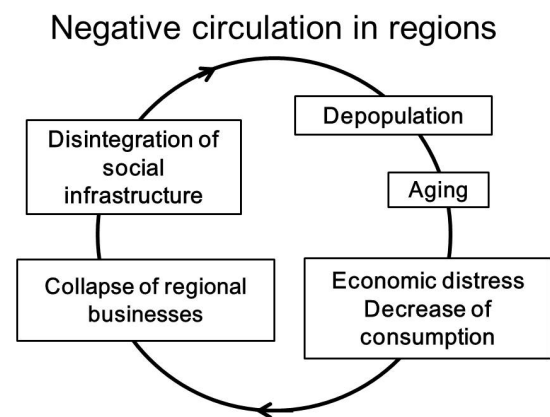 Negative circulation in regions
Depopulation
Aging
Economic distress
Decrease of
consumption
Collapse of regional
businesses
Disintegration of
social
infrastructure